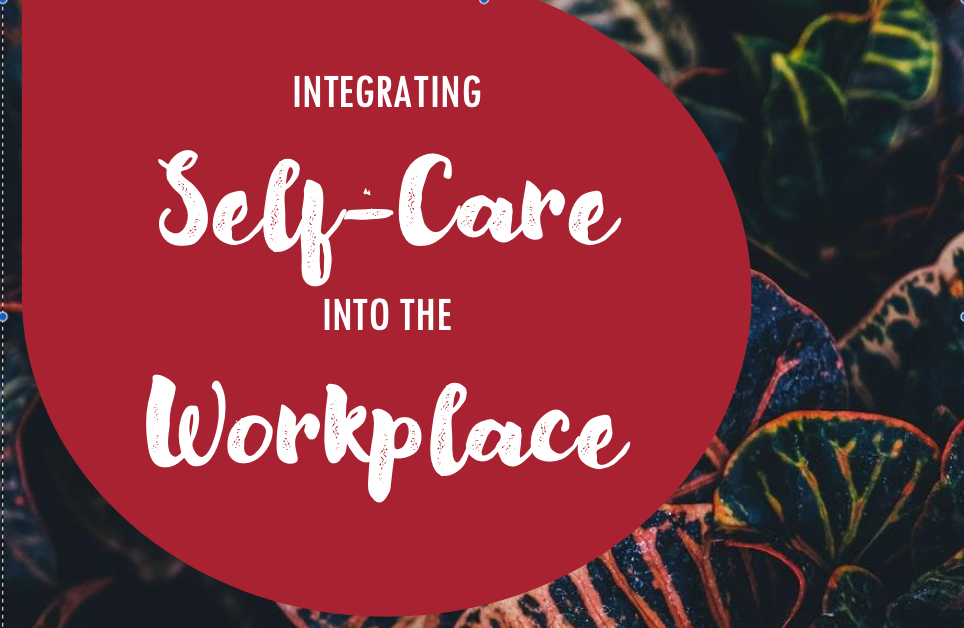 INTEGRATING
Self-Care
INTO THE
Workplace